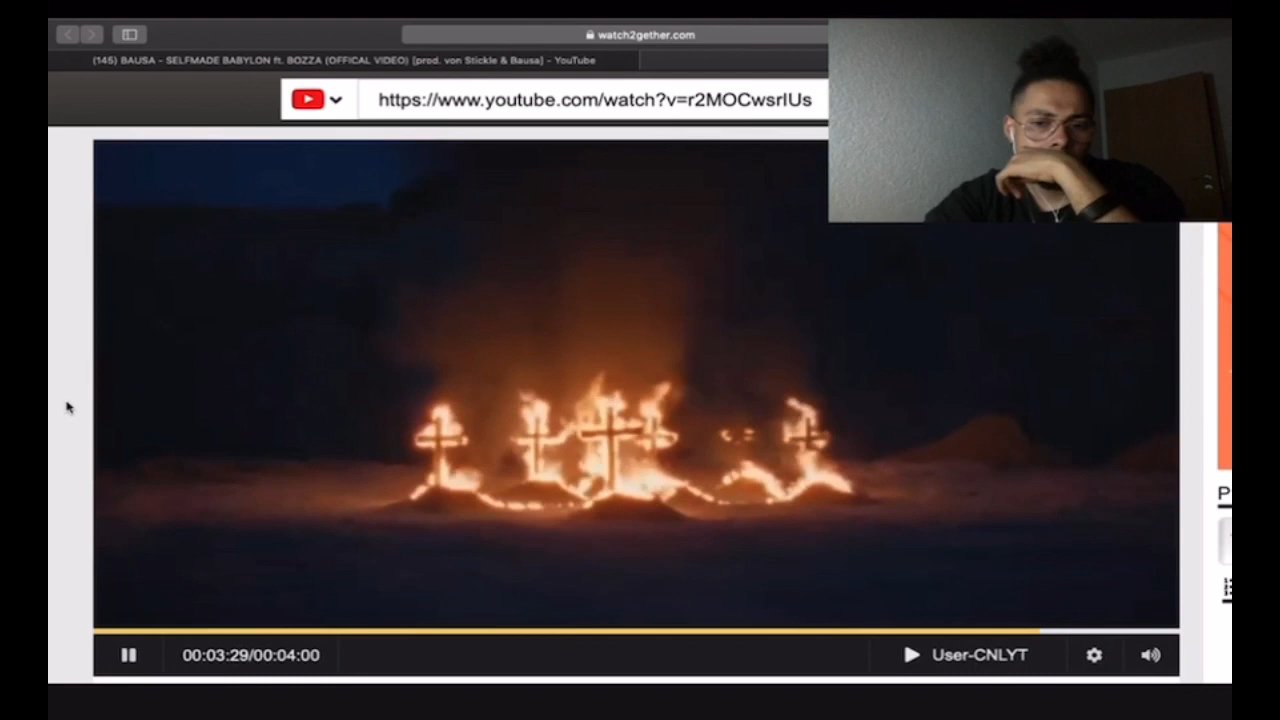 watch2gether.com
(145) BAUSA - SELFMADE BABYLON ft. BOZZA (OFFICAL VIDEO) [prod. von Stickle & Bausa] - YouTube
https://www.youtube.com/watch?v=r2MOCwsrIUs
P
00:03:29/00:04:00
User-CNLYT